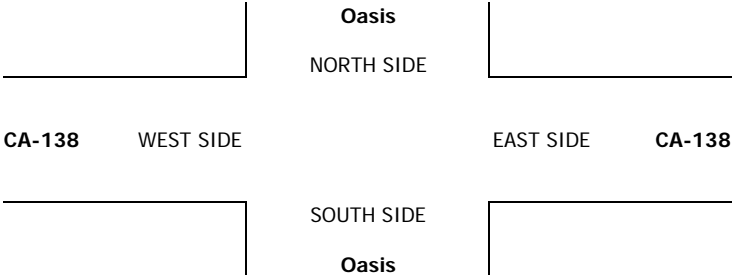 Oasis
NORTH SIDE
CA-138 WEST SIDE EAST SIDE CA-138
SOUTH SIDE
Oasis